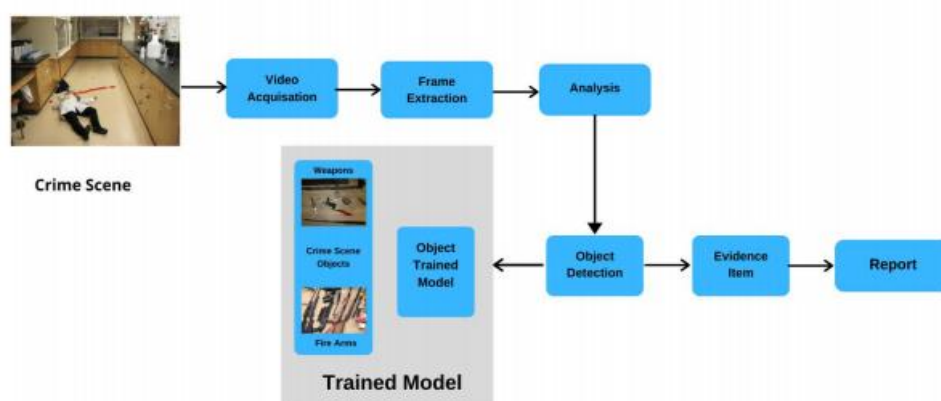 Video
Acquisation
Frame
Extraction
Analysis
Crime Scene
Weapons
Crime Scene
Objects
Fire Arms
Object
Trained
Model
Trained Model
Object
Detection
Evidence
Item
Report